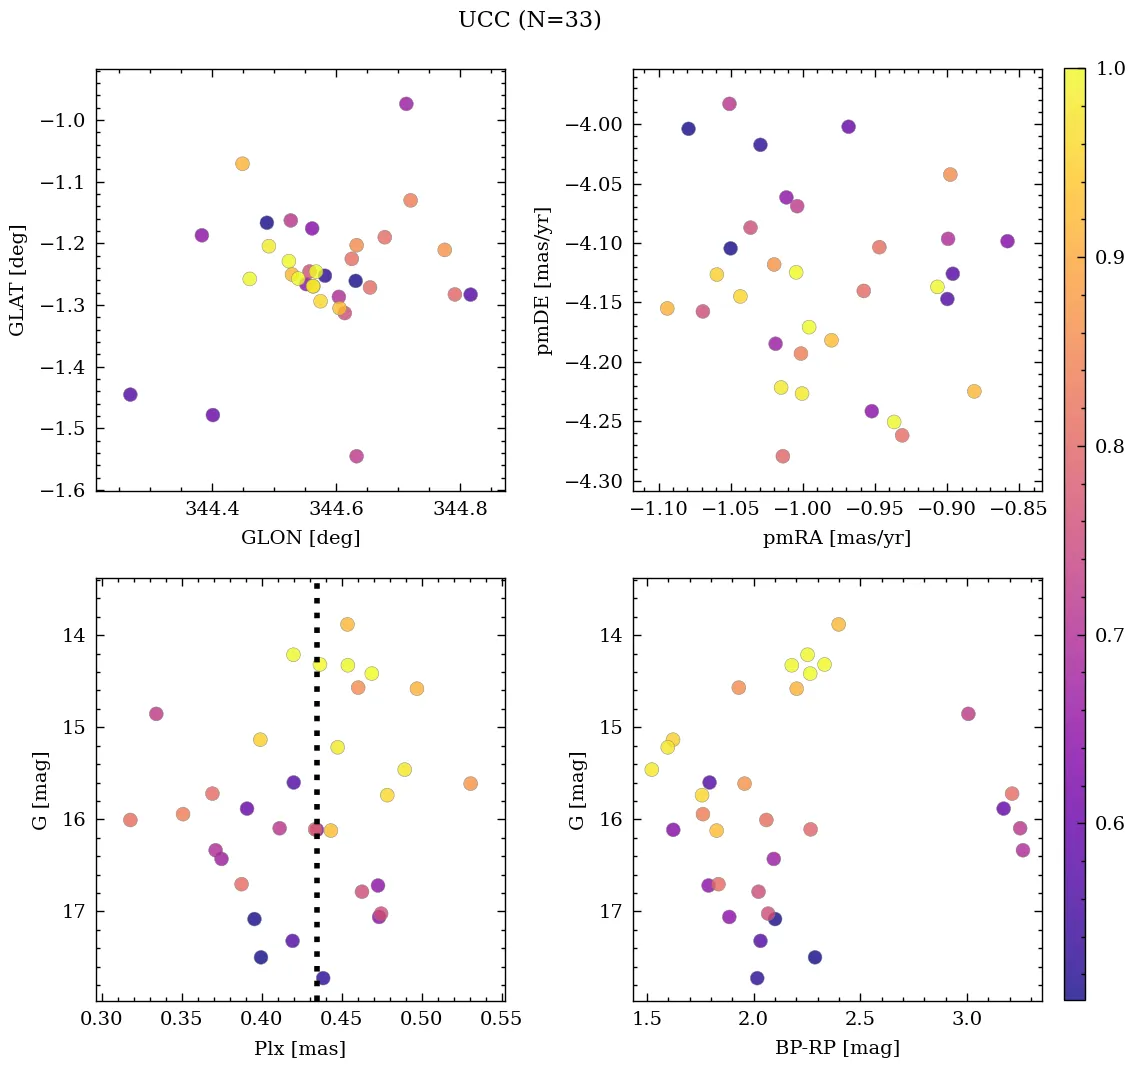 UCC (N=33)
−1.0
−1.1
−1.2
−1.3
−1.4
−1.5
−1.6
GLAT [deg]
344.4 344.6 344.8
GLON [deg]
−4.00
−4.05
−4.10
−4.15
−4.20
−4.25
−4.30
pmDE [mas/yr]
−1.10 −1.05 −1.00 −0.95 −0.90 −0.85
pmRA [mas/yr]
14
15
16
17
G [mag]
0.30 0.35 0.40 0.45 0.50 0.55
Plx [mas]
14
15
16
17
G [mag]
1.5 2.0 2.5 3.0
BP-RP [mag]
1.0
0.9
0.8
0.7
0.6